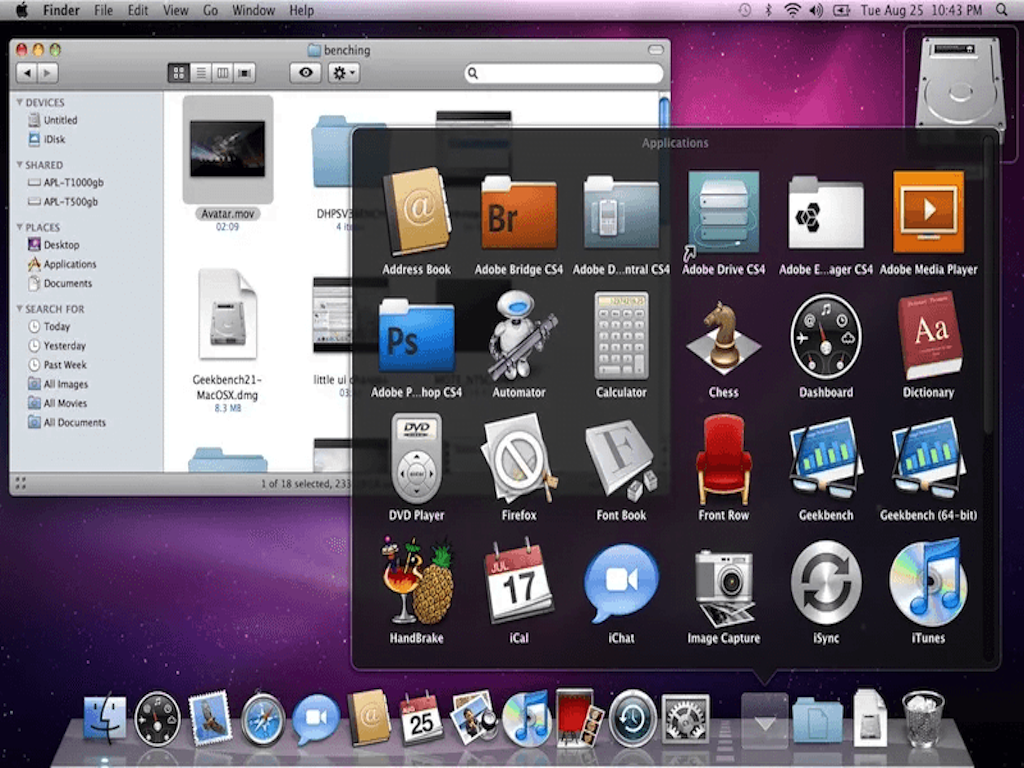 Finder File Edit View Go Window Help
Tue Aug 25 10:43 PM
benching
DEVICES
Untitled
iDisk
SHARED
APL-T1000gb
APL-T500gb
PLACES
Desktop
Applications
Documents
SEARCH FOR
Today
Yesterday
Past Week
All Images
All Movies
All Documents
Avatar.mov
02:09
Geekbench21-
MacOSX.dmg
8.3 MB
little ui changes
1 of 18 selected, 233
Applications
Address Book
Br
Adobe Bridge CS4
Adobe D...ntral CS4
Adobe Drive CS4
Adobe E...ager CS4
Adobe Media Player
Ps
Adobe P...hop CS4
Automator
Calculator
Chess
Dashboard
Dictionary
Aa
Dictionary
DVD
DVD Player
Firefox
F
Font Book
Front Row
Geekbench
Geekbench (64-bit)
HandBrake
JUL
17
iCal
iChat
Image Capture
iSync
iTunes
AUG
25